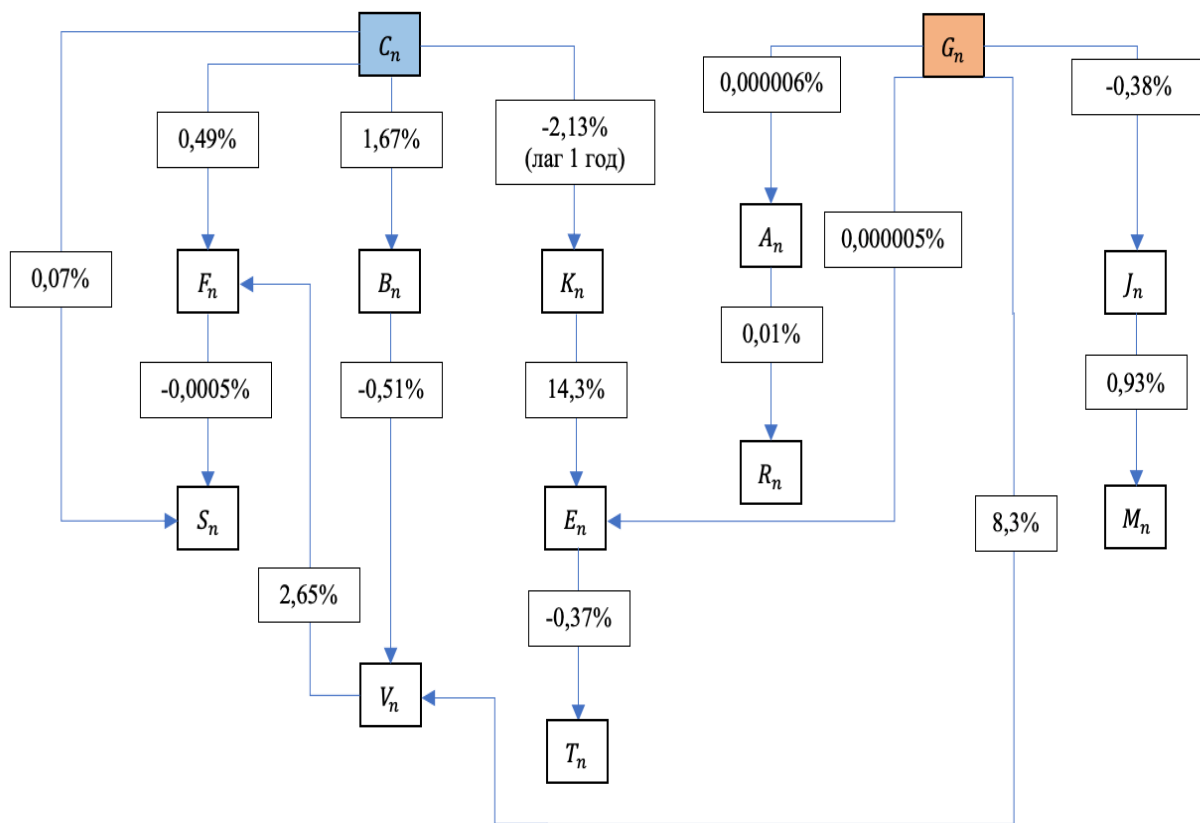 Cn
Gn
0,000006%
-0,38%
0,49%
1,67%
-2,13%
(лаг 1 год)
An
0,000005%
0,07%
Fn
Bn
Kn
Jn
0,01%
-0,0005%
-0,51%
14,3%
0,93%
Rn
Sn
En
8,3%
Mn
2,65%
-0,37%
Vn
Tn